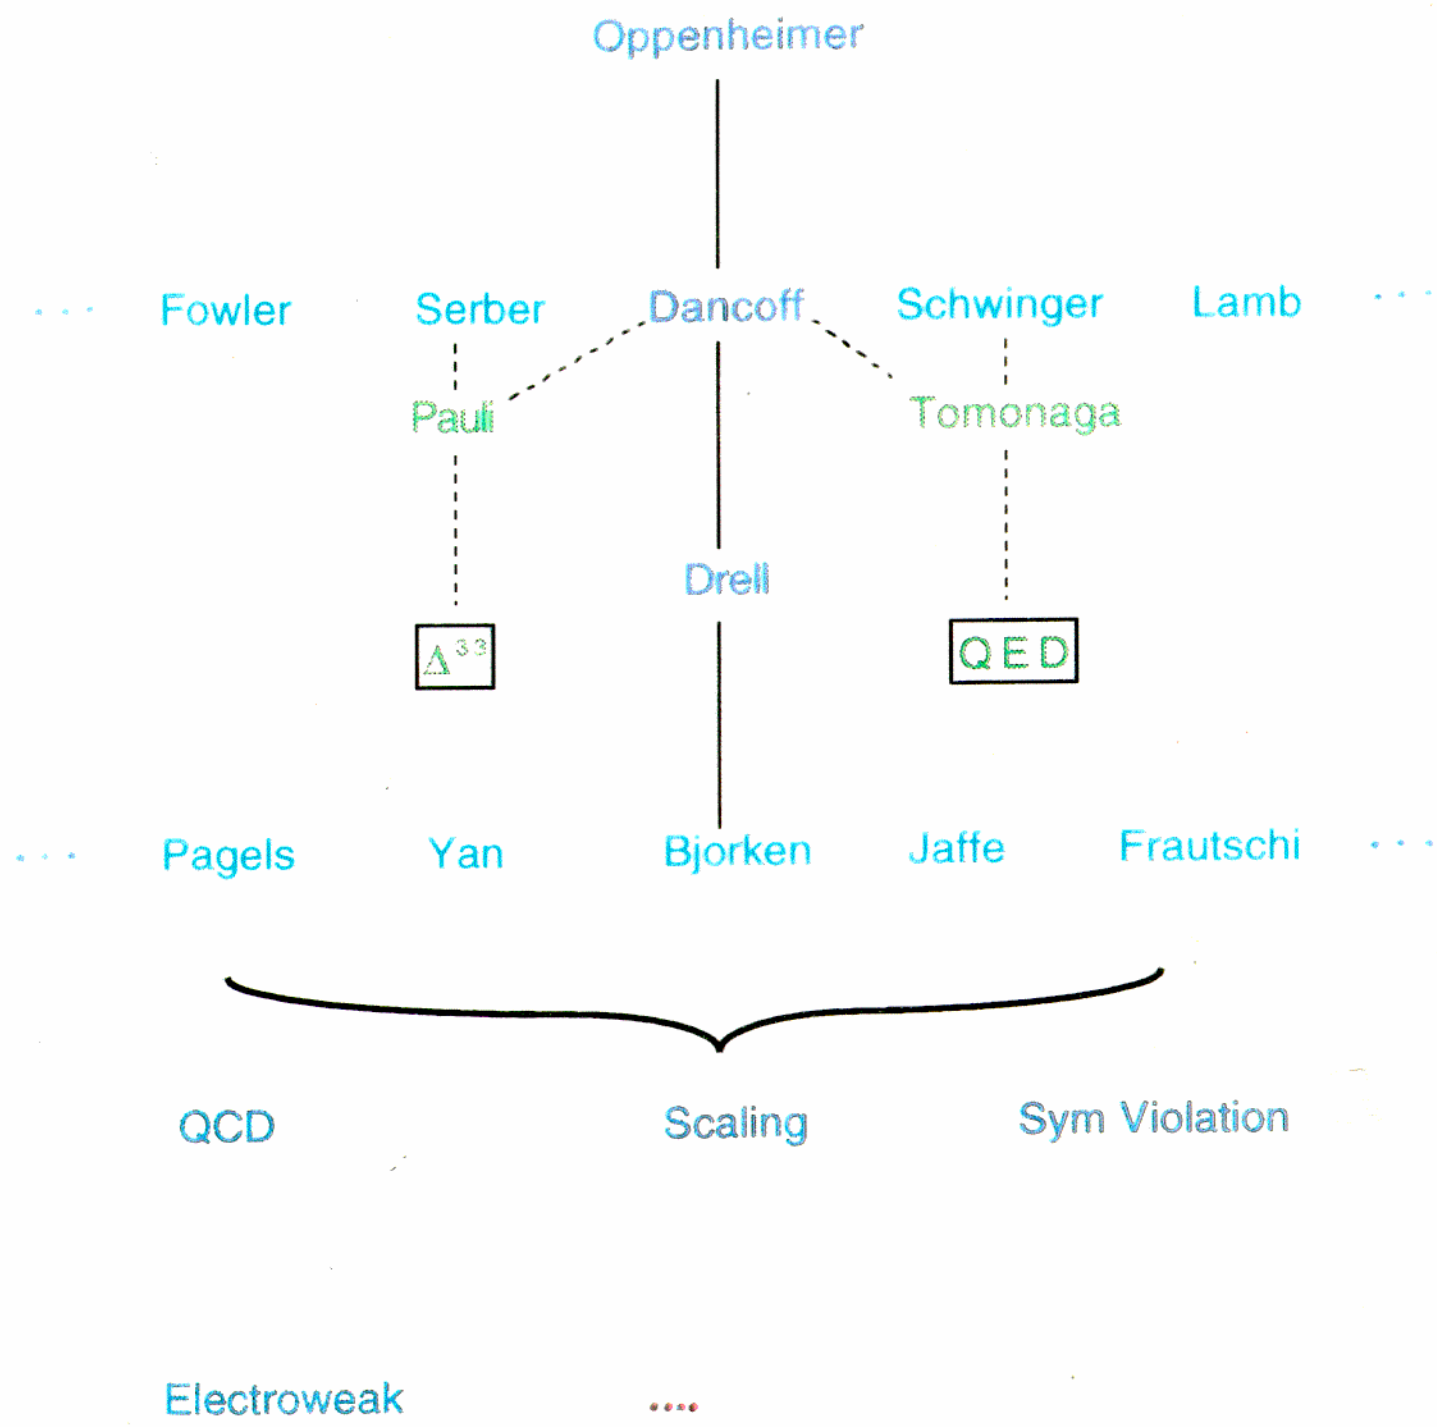 Oppenheimer
... Fowler Serber Dancoff Schwinger Lamb ...
Pauli Tomonaga
Drell
Δ³³ QED
... Pagels Yan Bjorken Jaffe Frautschi ...
QCD Scaling Sym Violation
Electroweak ....